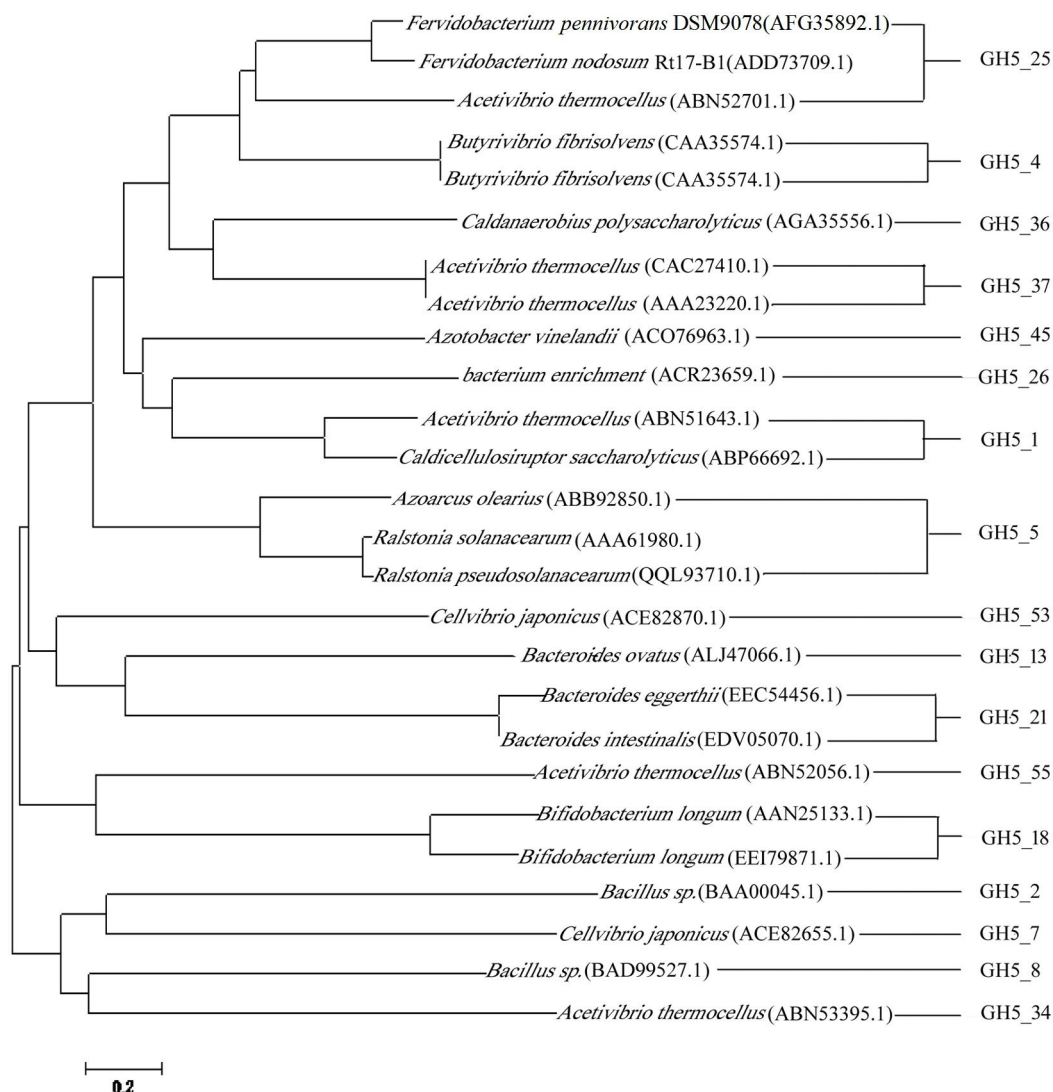 Fervidobacterium pennivorans DSM9078(AFG35892.1)
Fervidobacterium nodosum Rt17-B1(ADD73709.1)
GH5_25
Acetivibrio thermocellus (ABN52701.1)
Butyrivibrio fibrisolvens (CAA35574.1)
GH5_4
Butyrivibrio fibrisolvens (CAA35574.1)
Caldanaerobius polysaccharolyticus (AGA35556.1)
GH5_36
Acetivibrio thermocellus (CAC27410.1)
GH5_37
Acetivibrio thermocellus (AAA23220.1)
Azotobacter vinelandii (ACO76963.1)
GH5_45
bacterium enrichment (ACR23659.1)
GH5_26
Acetivibrio thermocellus (ABN51643.1)
GH5_1
Caldicellulosiruptor saccharolyticus (ABP66692.1)
Azoarcus olearius (ABB92850.1)
Ralstonia solanacearum (AAA61980.1)
GH5_5
Ralstonia pseudosolanacearum(QQL93710.1)
Cellvibrio japonicus (ACE82870.1)
GH5_53
Bacteroides ovatus (ALJ47066.1)
GH5_13
Bacteroides eggerthii (EEC54456.1)
GH5_21
Bacteroides intestinalis (EDV05070.1)
Acetivibrio thermocellus (ABN52056.1)
GH5_55
Bifidobacterium longum (AAN25133.1)
GH5_18
Bifidobacterium longum (EEI79871.1)
Bacillus sp.(BAA00045.1)
GH5_2
Cellvibrio japonicus (ACE82655.1)
GH5_7
Bacillus sp.(BAD99527.1)
GH5_8
Acetivibrio thermocellus (ABN53395.1)
GH5_34
0.2